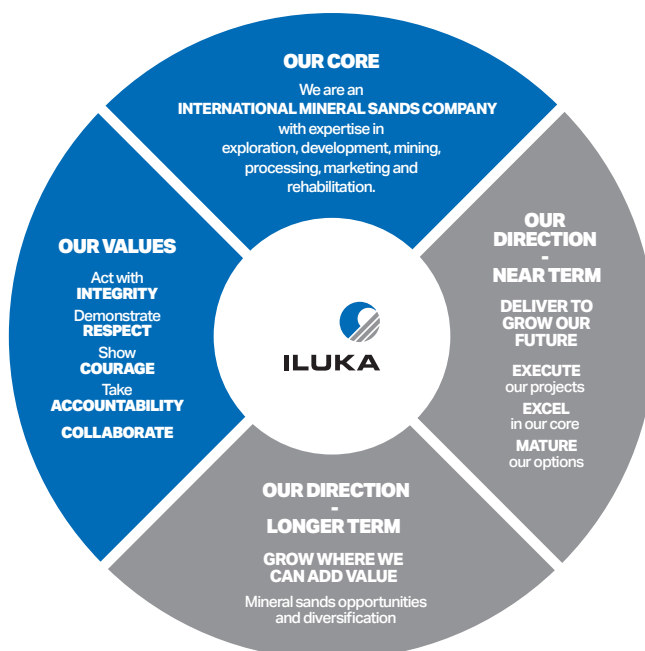 OUR CORE
We are an
INTERNATIONAL MINERAL SANDS COMPANY
with expertise in
exploration, development, mining,
processing, marketing and
rehabilitation.
OUR VALUES
Act with
INTEGRITY
Demonstrate
RESPECT
Show
COURAGE
Take
ACCOUNTABILITY
COLLABORATE
ILUKA
OUR
DIRECTION
-
NEAR TERM
DELIVER TO
GROW OUR
FUTURE
EXECUTE
our projects
EXCEL
in our core
MATURE
our options
OUR DIRECTION
-
LONGER TERM
GROW WHERE WE
CAN ADD VALUE
Mineral sands opportunities
and diversification